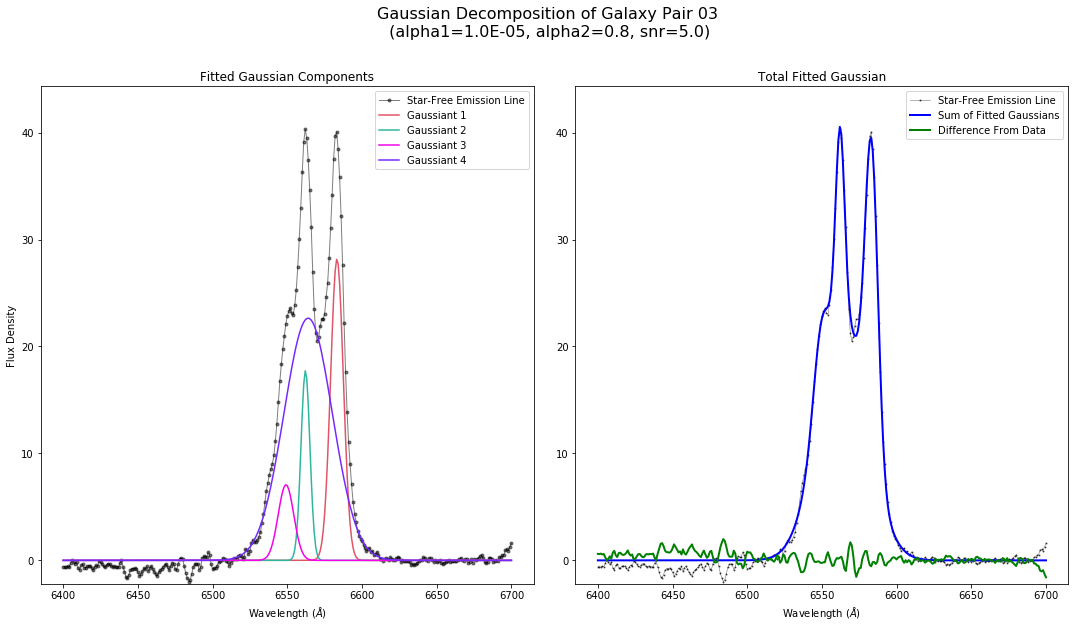 Gaussian Decomposition of Galaxy Pair 03
(alpha1=1.0E-05, alpha2=0.8, snr=5.0)
Fitted Gaussian Components
Star-Free Emission Line
Gaussiant 1
Gaussiant 2
Gaussiant 3
Gaussiant 4
Flux Density
40
30
20
10
0
6400 6450 6500 6550 6600 6650 6700
Wavelength (Å)
Total Fitted Gaussian
Star-Free Emission Line
Sum of Fitted Gaussians
Difference From Data
40
30
20
10
0
6400 6450 6500 6550 6600 6650 6700
Wavelength (Å)